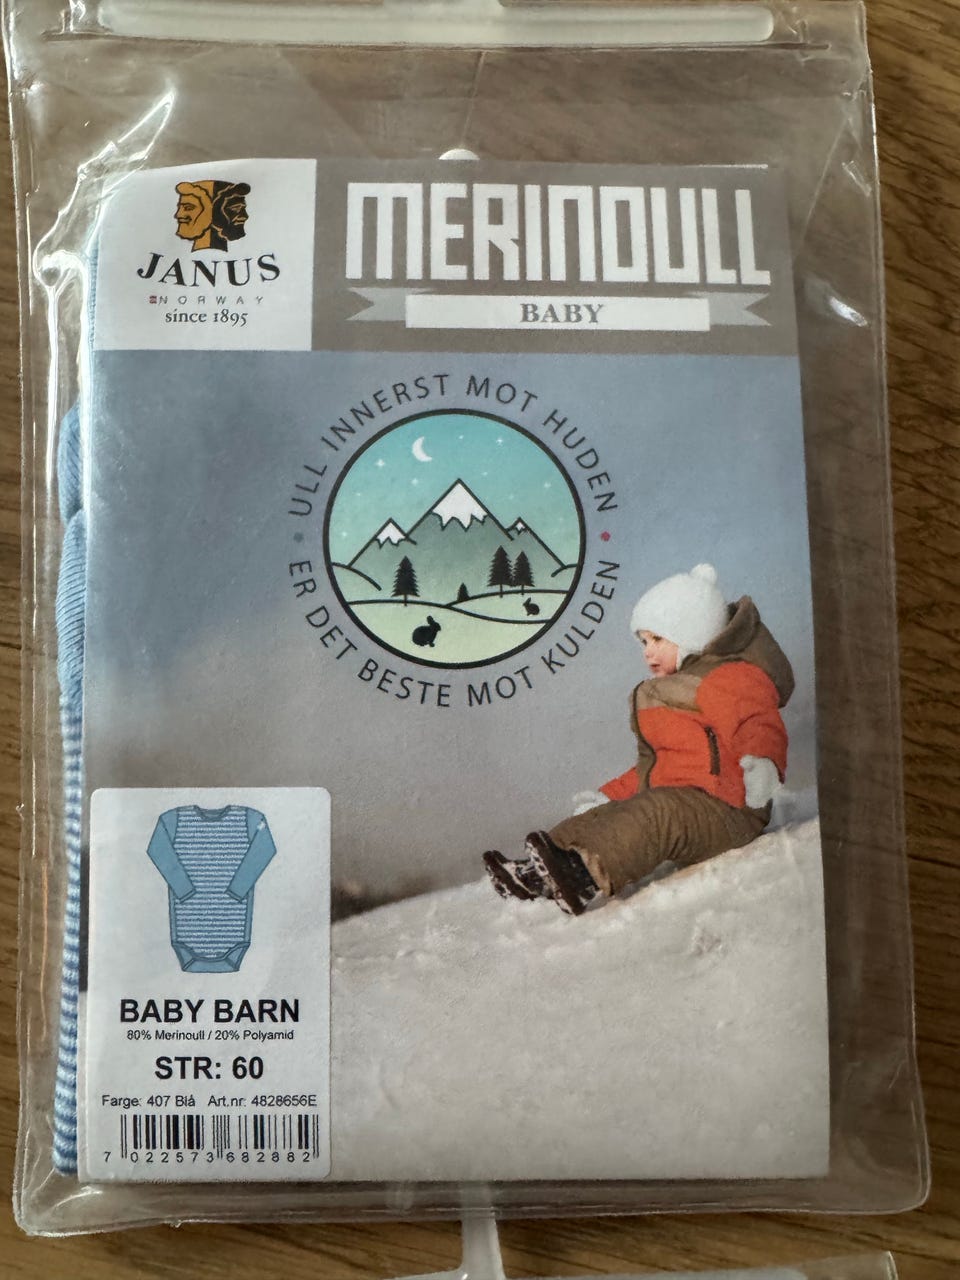 JANUS
NORWAY
since 1895
MERINOULL
BABY
ULL INNERST MOT HUDEN
• ER DET BESTE MOT KULDEN •
BABY BARN
80% Merinoull / 20% Polyamid
STR: 60
Farge: 407 Blå Art.nr: 4828656E
7 022573 682882